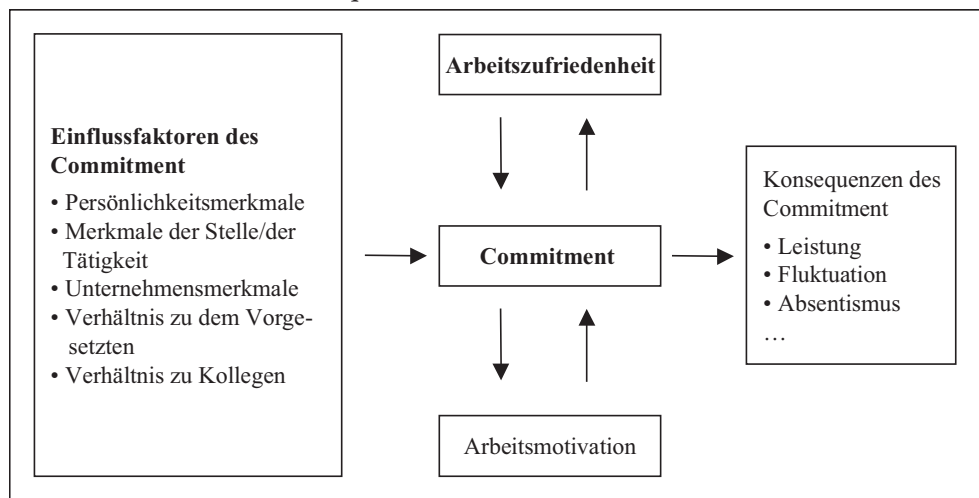 Einflussfaktoren des
Commitment
• Persönlichkeitsmerkmale
• Merkmale der Stelle/der
Tätigkeit
• Unternehmensmerkmale
• Verhältnis zu dem Vorge-
setzten
• Verhältnis zu Kollegen
Arbeitszufriedenheit
Commitment
Arbeitsmotivation
Konsequenzen des
Commitment
• Leistung
• Fluktuation
• Absentismus
…